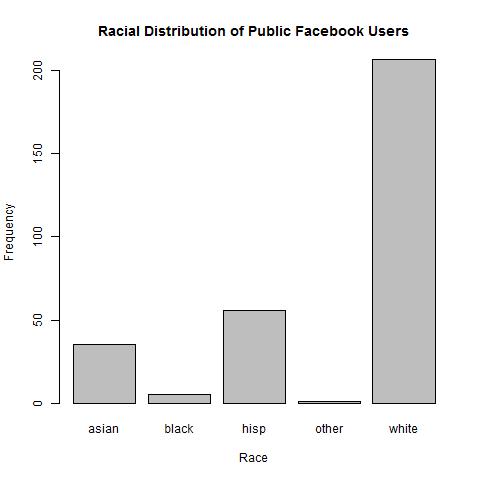 Racial Distribution of Public Facebook Users
200
150
100
50
0
Frequency
asian black hisp other white
Race